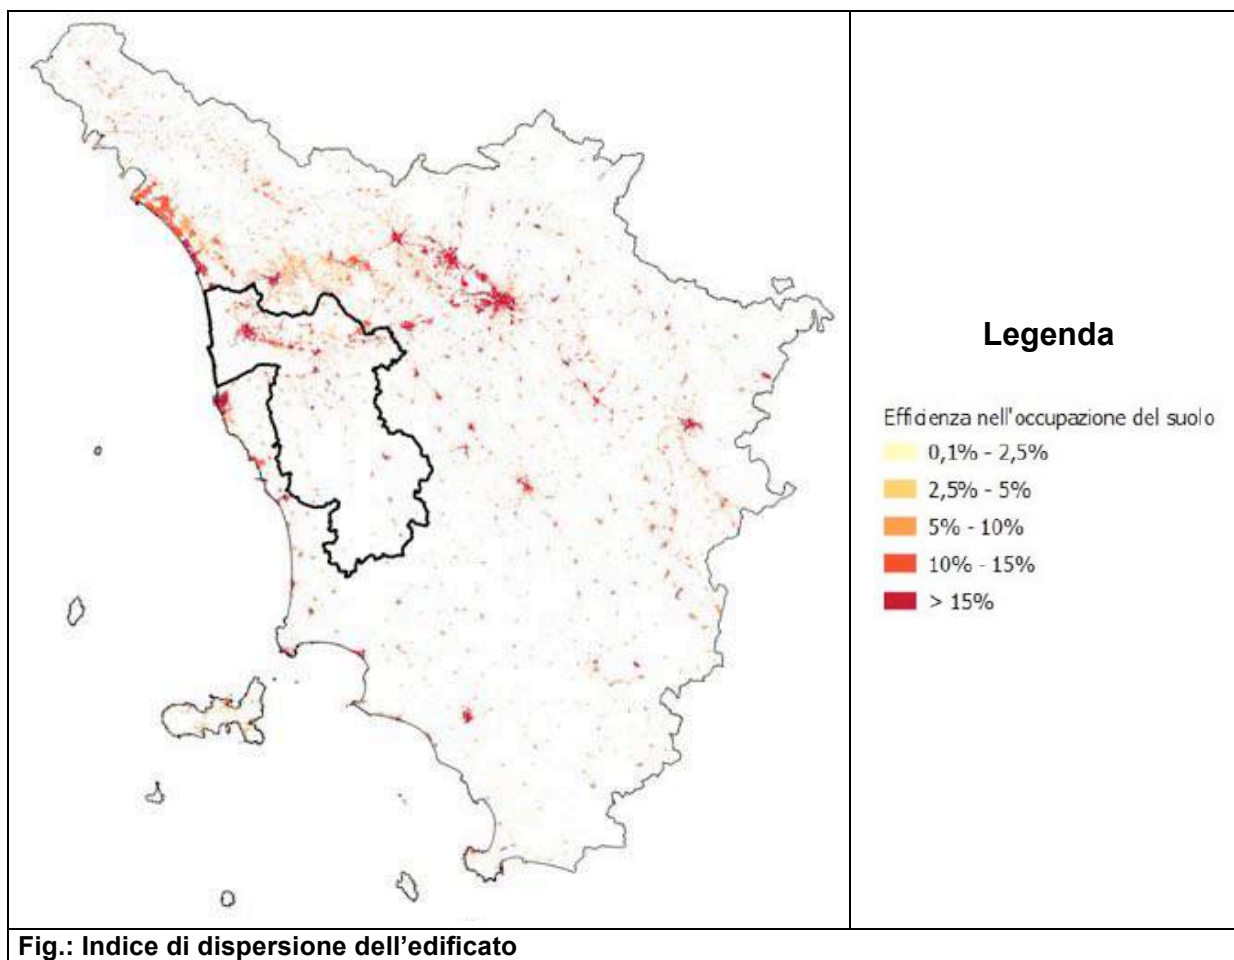 Legenda
Efficienza nell'occupazione del suolo
0,1% - 2,5%
2,5% - 5%
5% - 10%
10% - 15%
> 15%
Fig.: Indice di dispersione dell’edificato